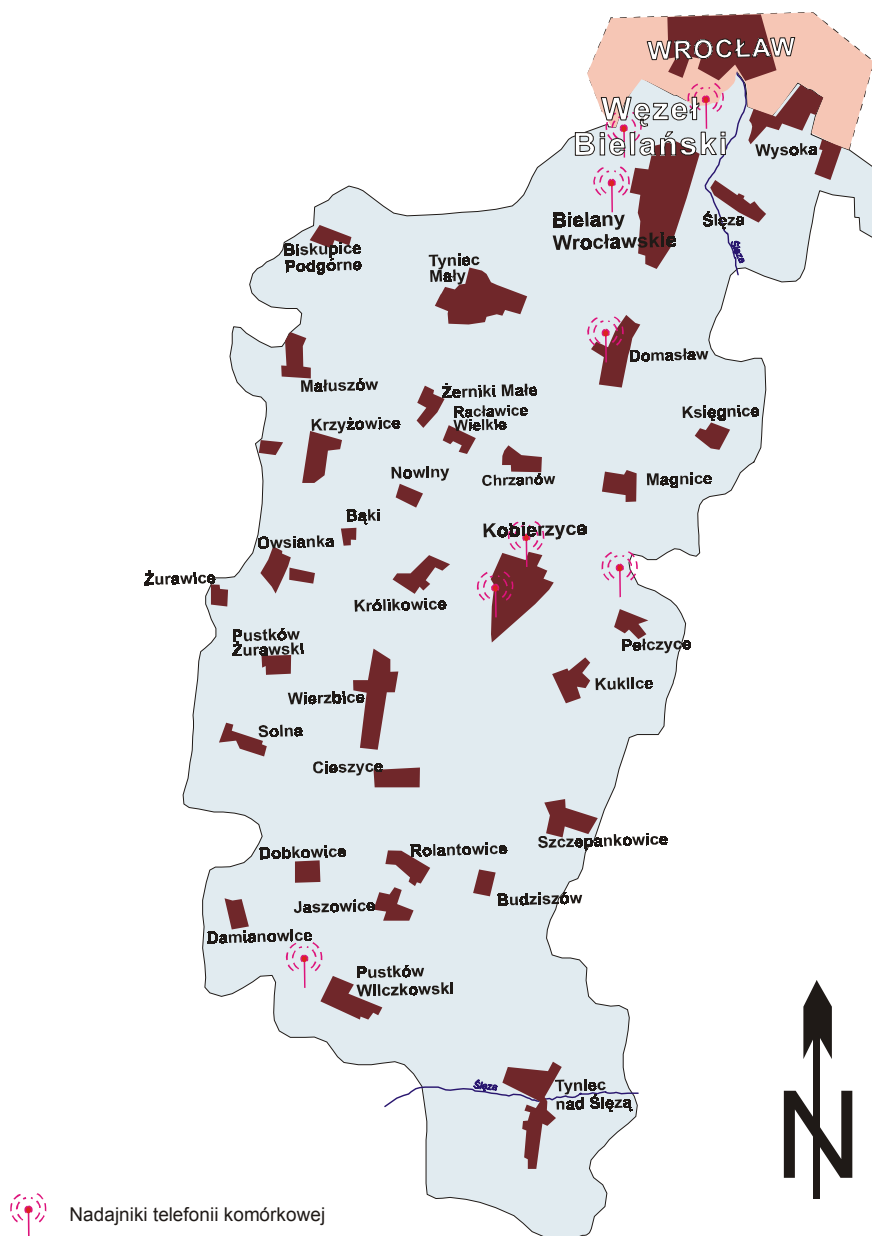 WROCŁAW
Węzeł
Bielański
Wysoka
Bielany
Wrocławskie
Ślęza
Ślęza
Biskupice
Podgórne
Tyniec
Mały
Domasław
Małuszów
Żerniki Małe
Racławice
Wielkie
Księgnice
Krzyżowice
Nowiny
Chrzanów
Magnice
Bąki
Kobierzyce
Owsianka
Żurawice
Królikowice
Pustków
Żurawski
Pełczyce
Wierzbice
Kuklice
Solna
Cieszyce
Szczepankowice
Dobkowice
Rolantowice
Jaszowice
Budziszów
Damianowice
Pustków
Wilczkowski
Ślęza
Tyniec
nad Ślęzą
N
Nadajniki telefonii komórkowej